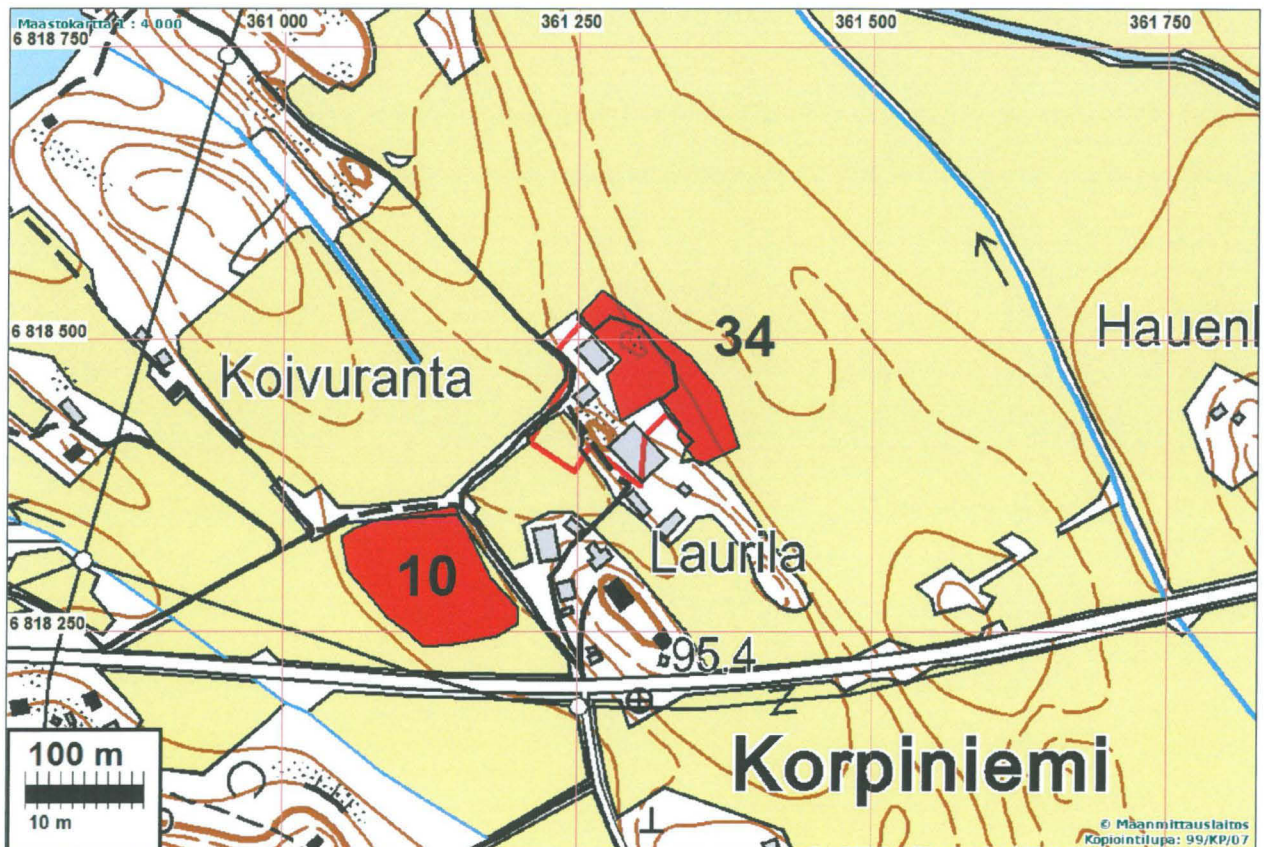 Maastokartta 1 : 4 000
361 000
361 250
361 500
361 750
6 818 750
6 818 500
34
Hauenl
Koivuranta
10
Laurila
6 818 250
95.4
Korpiniemi
100 m
10 m
© Maanmittauslaitos
Kopiointilupa: 99/KP/07